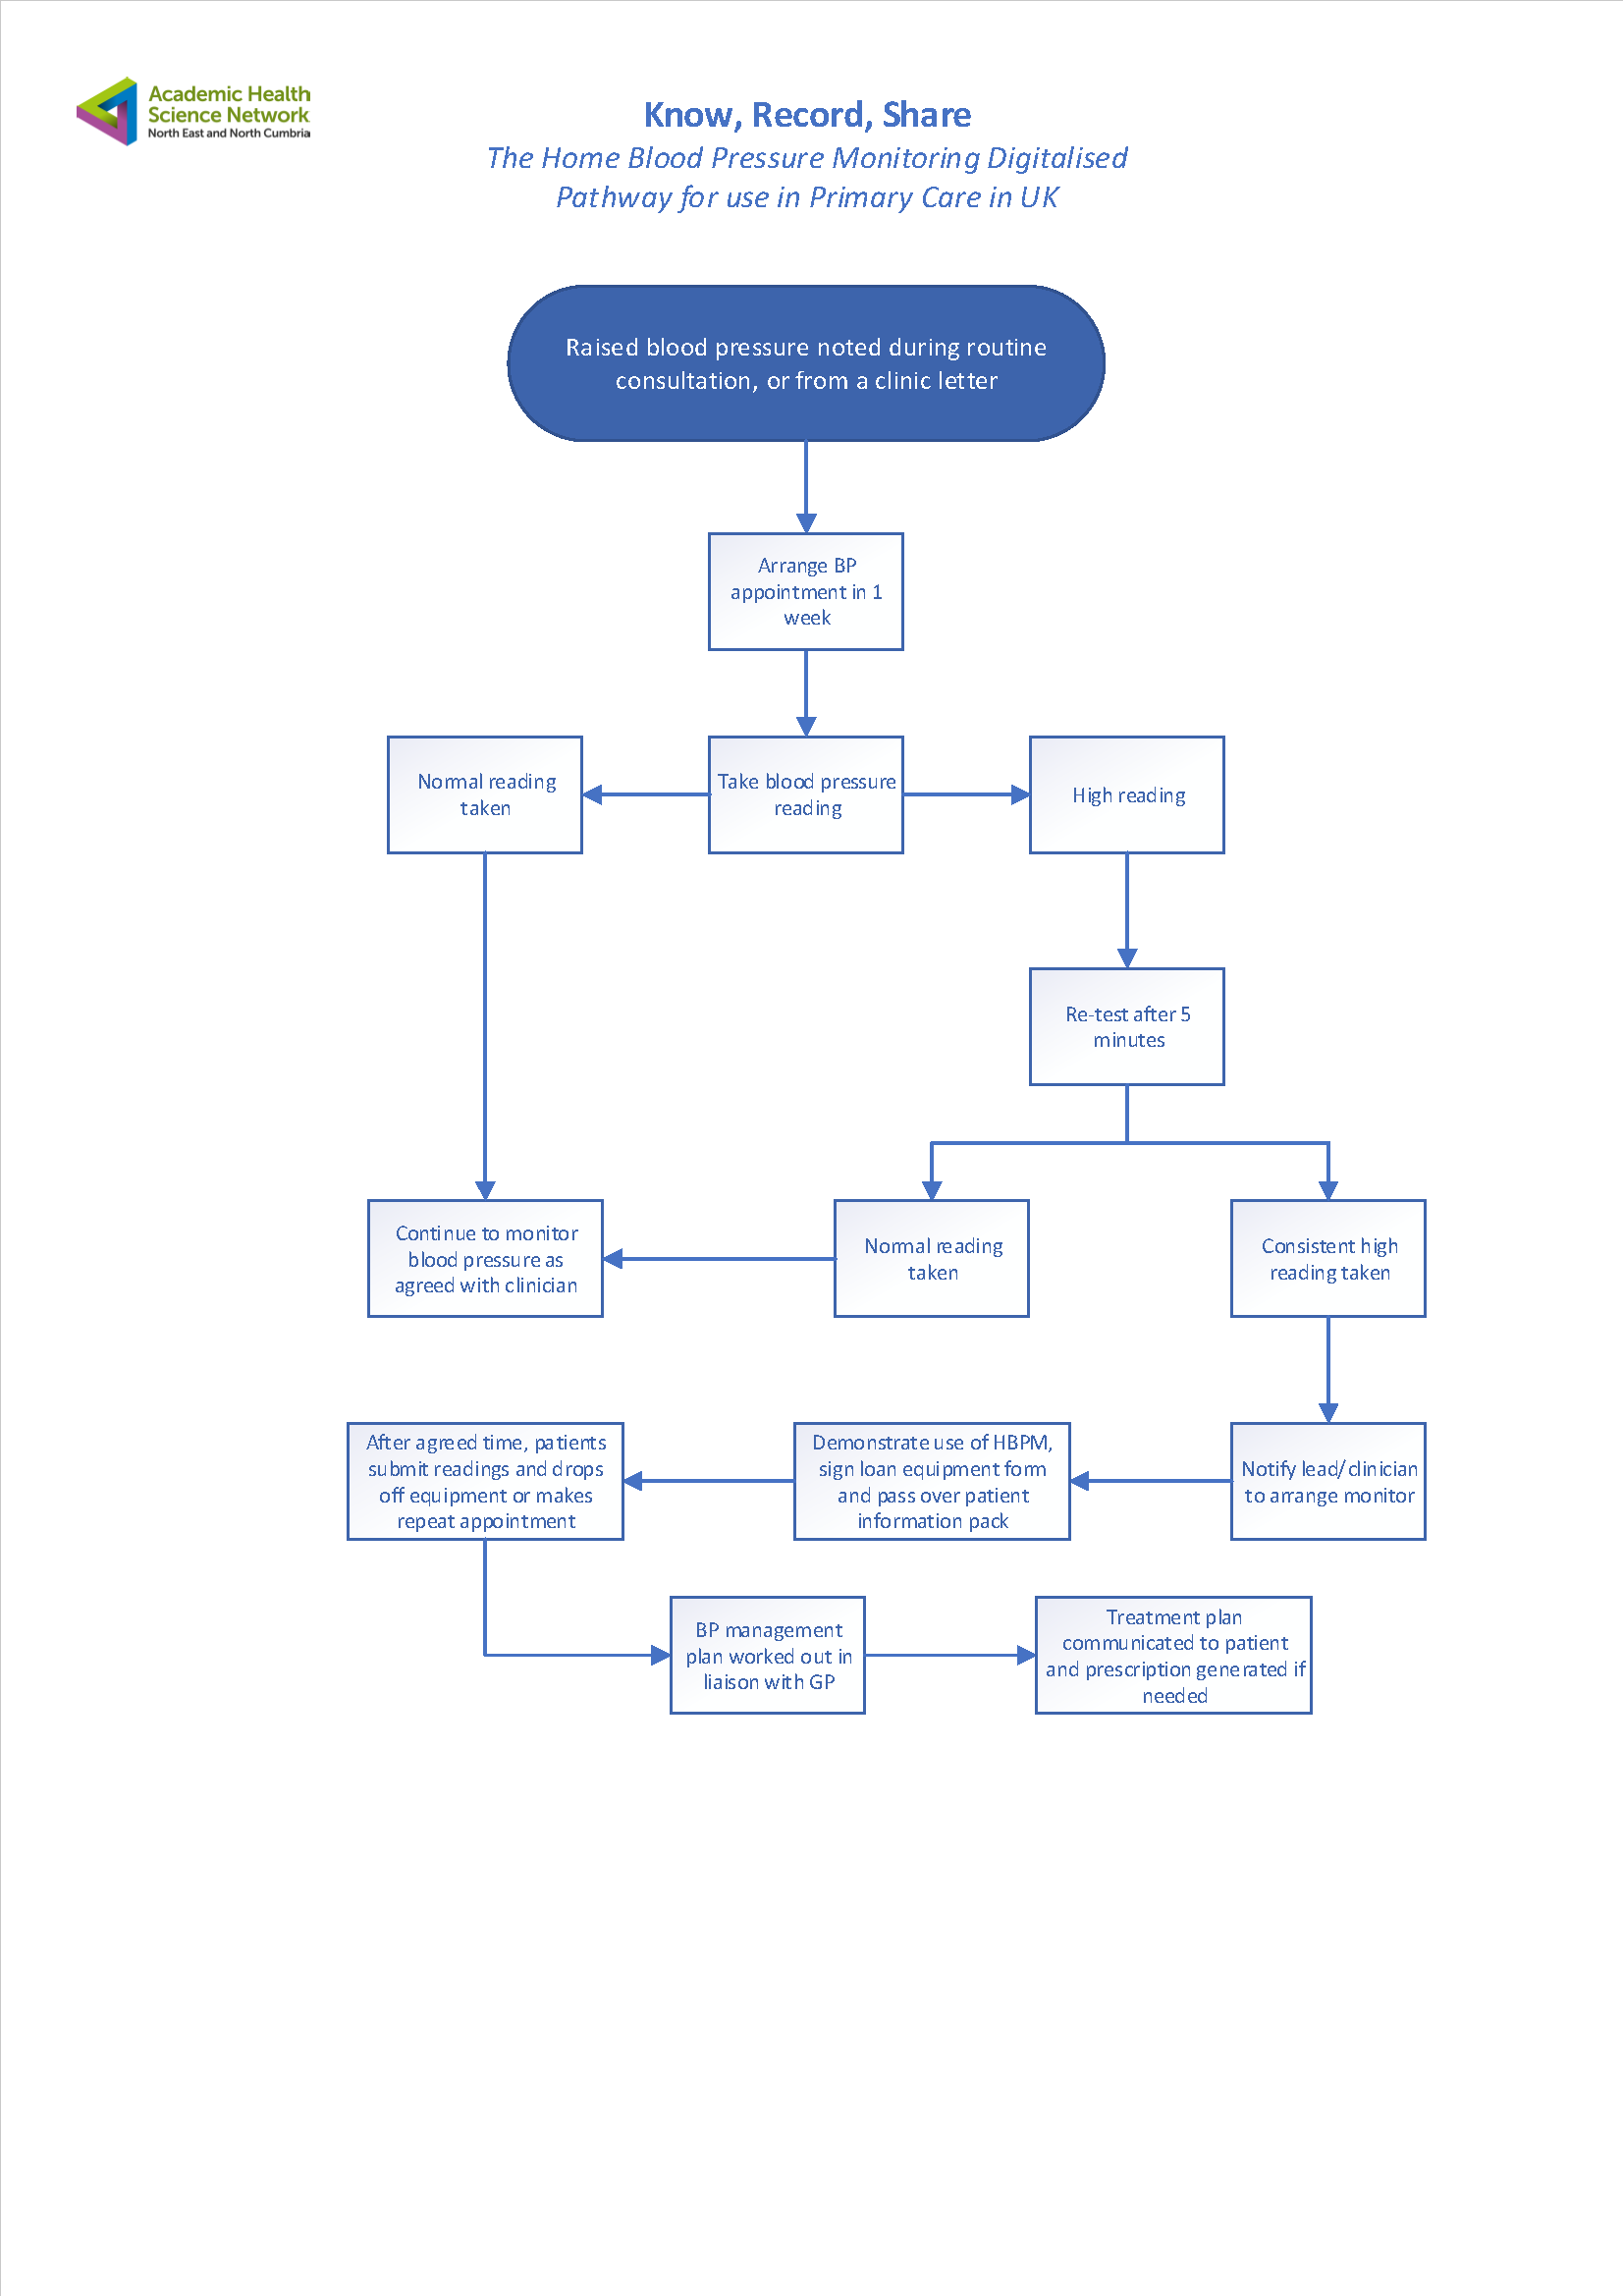 Academic Health
Science Network
North East and North Cumbria
Know, Record, Share
The Home Blood Pressure Monitoring Digitalised
Pathway for use in Primary Care in UK
Raised blood pressure noted during routine
consultation, or from a clinic letter
Arrange BP
appointment in 1
week
Normal reading
taken
Take blood pressure
reading
High reading
Re-test after 5
minutes
Continue to monitor
blood pressure as
agreed with clinician
Normal reading
taken
Consistent high
reading taken
After agreed time, patients
submit readings and drops
off equipment or makes
repeat appointment
Demonstrate use of HBPM,
sign loan equipment form
and pass over patient
information pack
Notify lead/clinician
to arrange monitor
BP management
plan worked out in
liaison with GP
Treatment plan
communicated to patient
and prescription generated if
needed